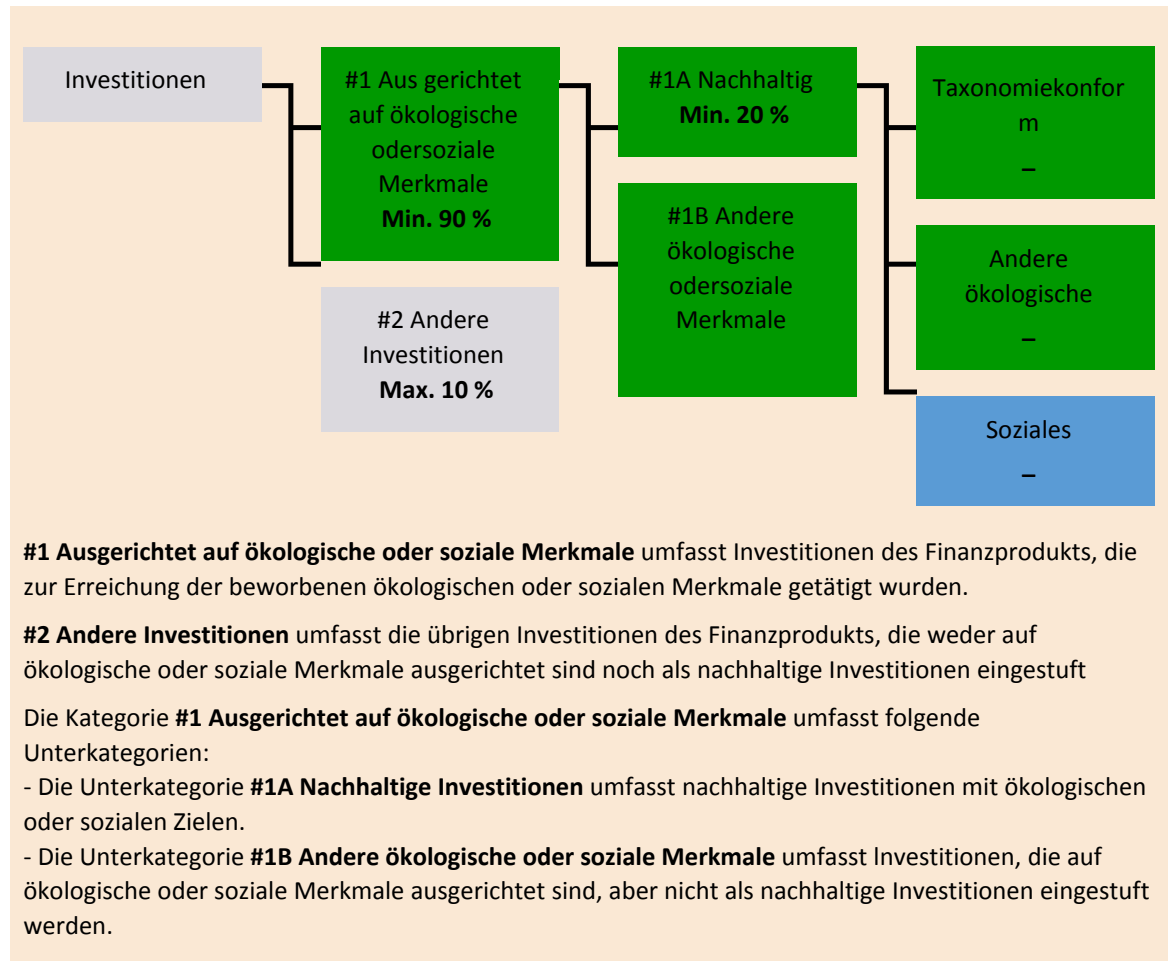 Investitionen
#1 Aus gerichtet
auf ökologische
odersoziale
Merkmale
Min. 90 %
#2 Andere
Investitionen
Max. 10 %
#1A Nachhaltig
Min. 20 %
#1B Andere
ökologische
odersoziale
Merkmale
Taxonomiekonfor
m
–
Andere
ökologische
–
Soziales
–
#1 Ausgerichtet auf ökologische oder soziale Merkmale umfasst Investitionen des Finanzprodukts, die
zur Erreichung der beworbenen ökologischen oder sozialen Merkmale getätigt wurden.
#2 Andere Investitionen umfasst die übrigen Investitionen des Finanzprodukts, die weder auf
ökologische oder soziale Merkmale ausgerichtet sind noch als nachhaltige Investitionen eingestuft
Die Kategorie #1 Ausgerichtet auf ökologische oder soziale Merkmale umfasst folgende
Unterkategorien:
- Die Unterkategorie #1A Nachhaltige Investitionen umfasst nachhaltige Investitionen mit ökologischen
oder sozialen Zielen.
- Die Unterkategorie #1B Andere ökologische oder soziale Merkmale umfasst lnvestitionen, die auf
ökologische oder soziale Merkmale ausgerichtet sind, aber nicht als nachhaltige Investitionen eingestuft
werden.